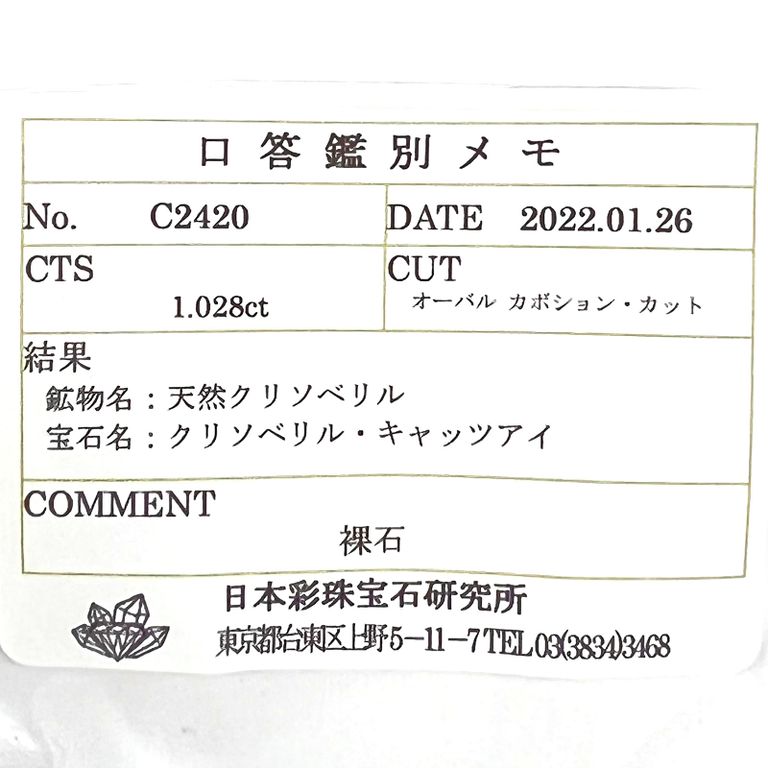 口答鑑別メモ
No. C2420
DATE 2022.01.26
CTS
1.028ct
CUT
オーバル カボション・カット
結果
鉱物名：天然クリソベリル
宝石名：クリソベリル・キャッツアイ
COMMENT
裸石
日本彩珠宝石研究所
東京都台東区上野5-11-7 TEL 03(3834)3468